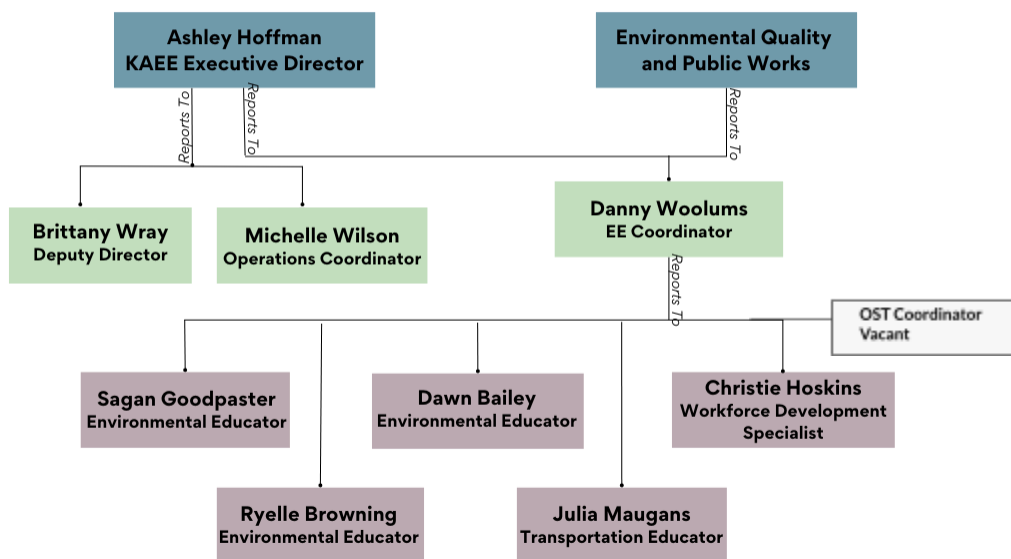 Ashley Hoffman
KAEE Executive Director
Environmental Quality
and Public Works
Reports To
Reports To
Reports To
Brittany Wray
Deputy Director
Michelle Wilson
Operations Coordinator
Danny Woolums
EE Coordinator
Reports To
OST Coordinator
Vacant
Sagan Goodpaster
Environmental Educator
Dawn Bailey
Environmental Educator
Christie Hoskins
Workforce Development
Specialist
Ryelle Browning
Environmental Educator
Julia Maugans
Transportation Educator